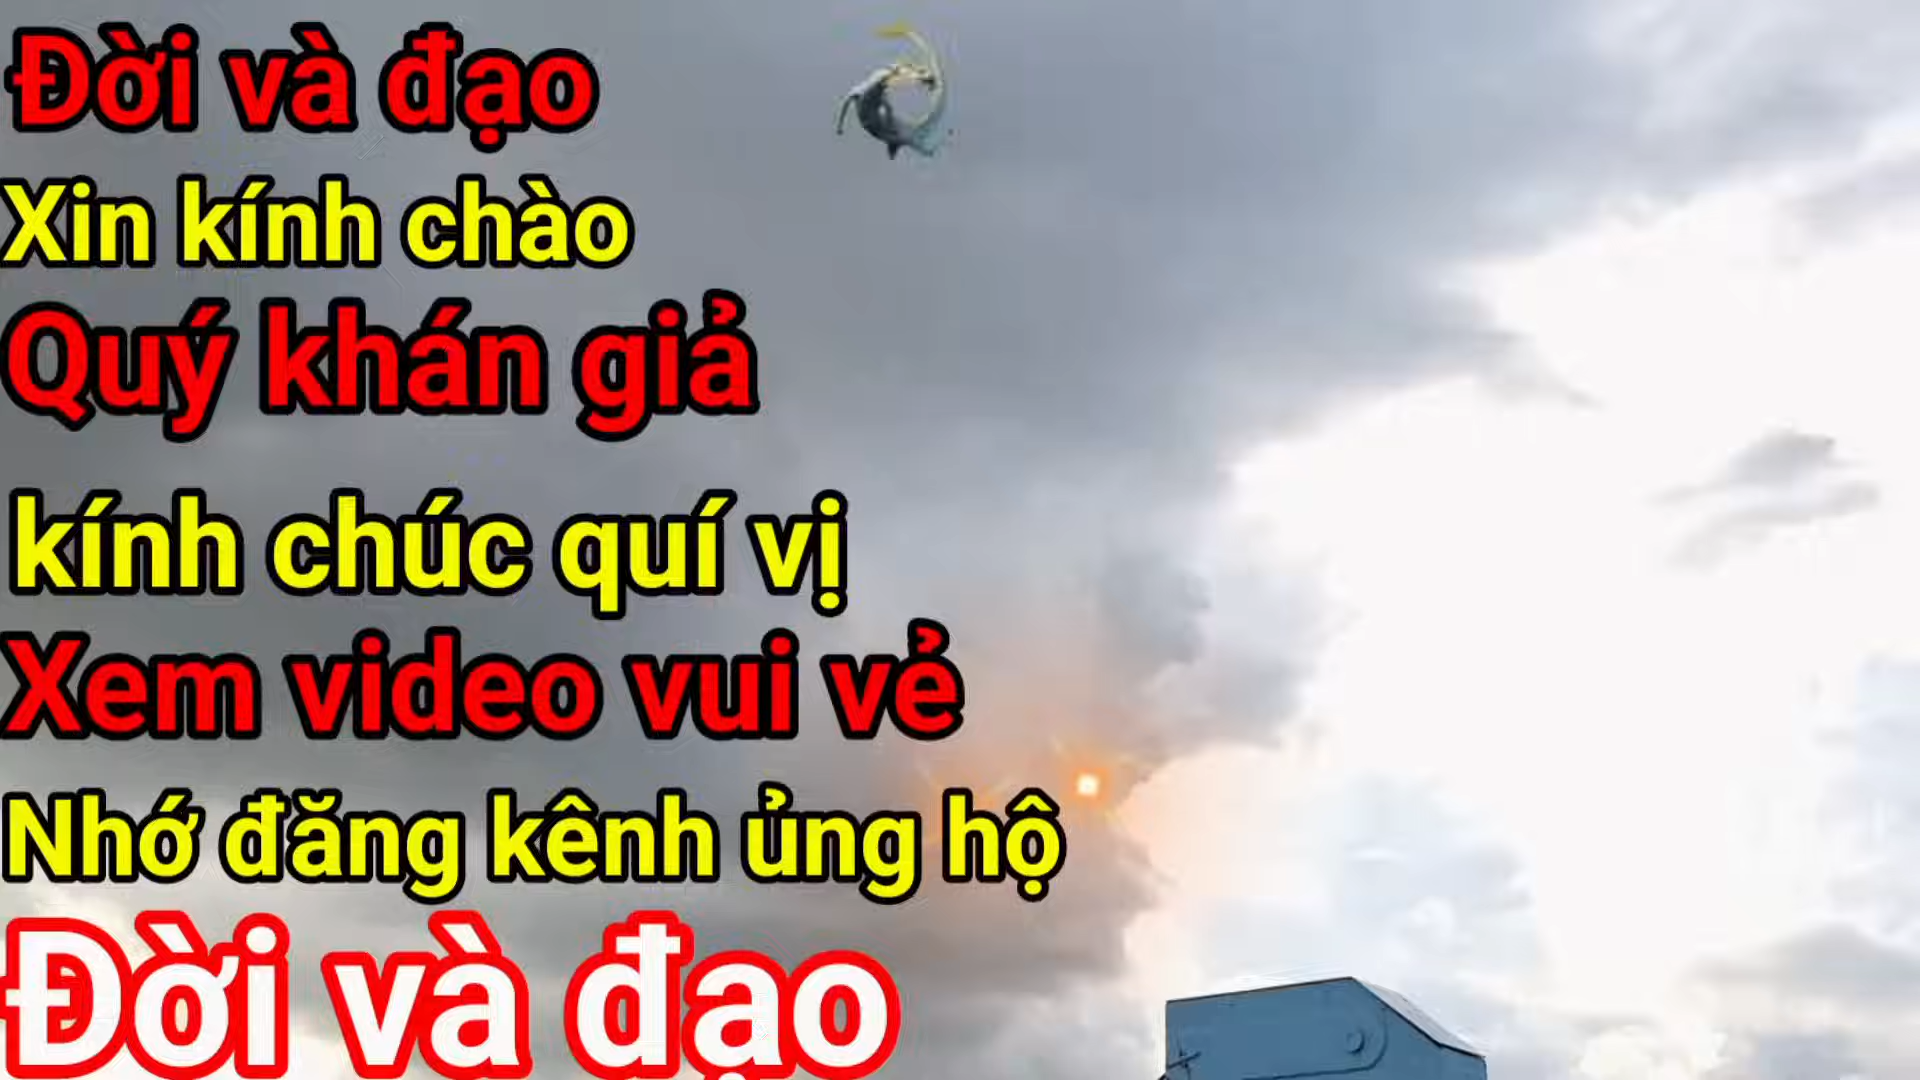 Đời và đạo
Xin kính chào
Quý khán giả
kính chúc quí vị
Xem video vui vẻ
Nhớ đăng kênh ủng hộ
Đời và đạo